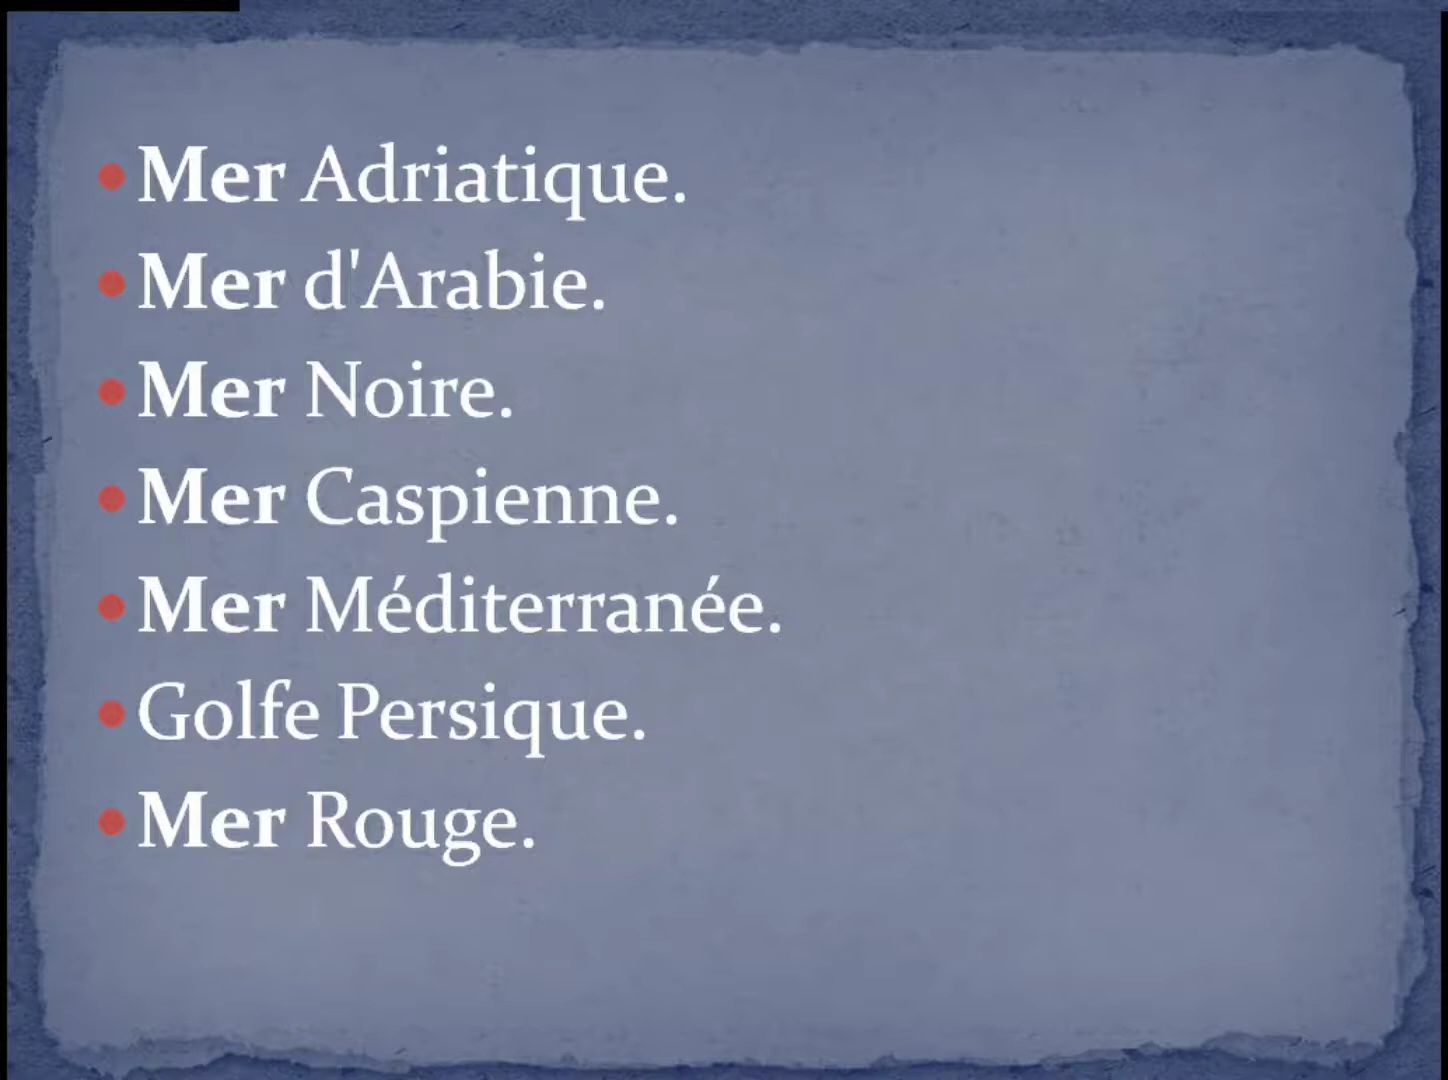 Mer Adriatique.
Mer d'Arabie.
Mer Noire.
Mer Caspienne.
Mer Méditerranée.
Golfe Persique.
Mer Rouge.